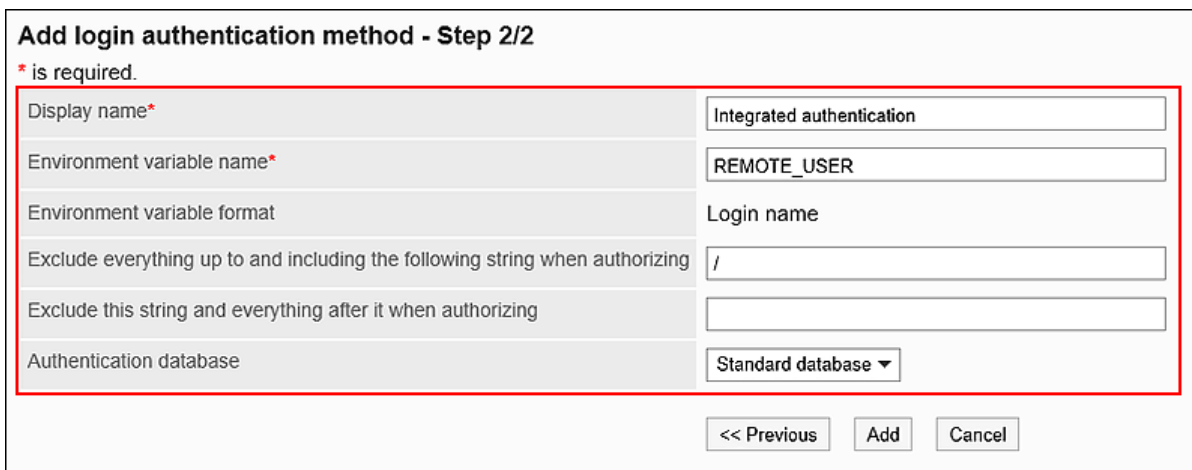 Add login authentication method - Step 2/2
* is required.
Display name* Integrated authentication
Environment variable name* REMOTE_USER
Environment variable format Login name
Exclude everything up to and including the following string when authorizing /
Exclude this string and everything after it when authorizing
Authentication database Standard database
<< Previous Add Cancel